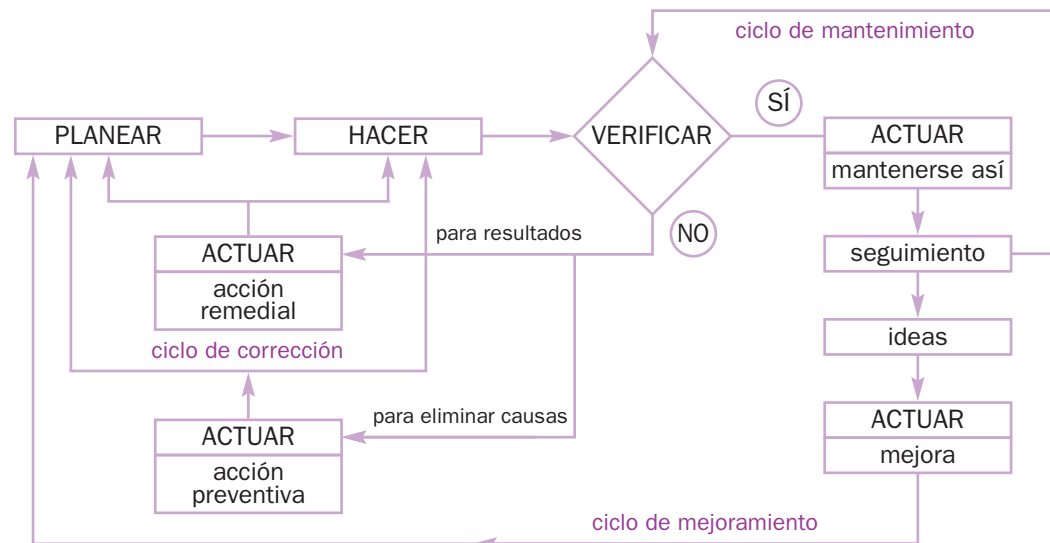 ciclo de mantenimiento
SÍ
PLANEAR
HACER
VERIFICAR
ACTUAR
mantenerse así
NO
para resultados
ACTUAR
acción
remedial
seguimiento
ideas
ciclo de corrección
para eliminar causas
ACTUAR
acción
preventiva
ACTUAR
mejora
ciclo de mejoramiento